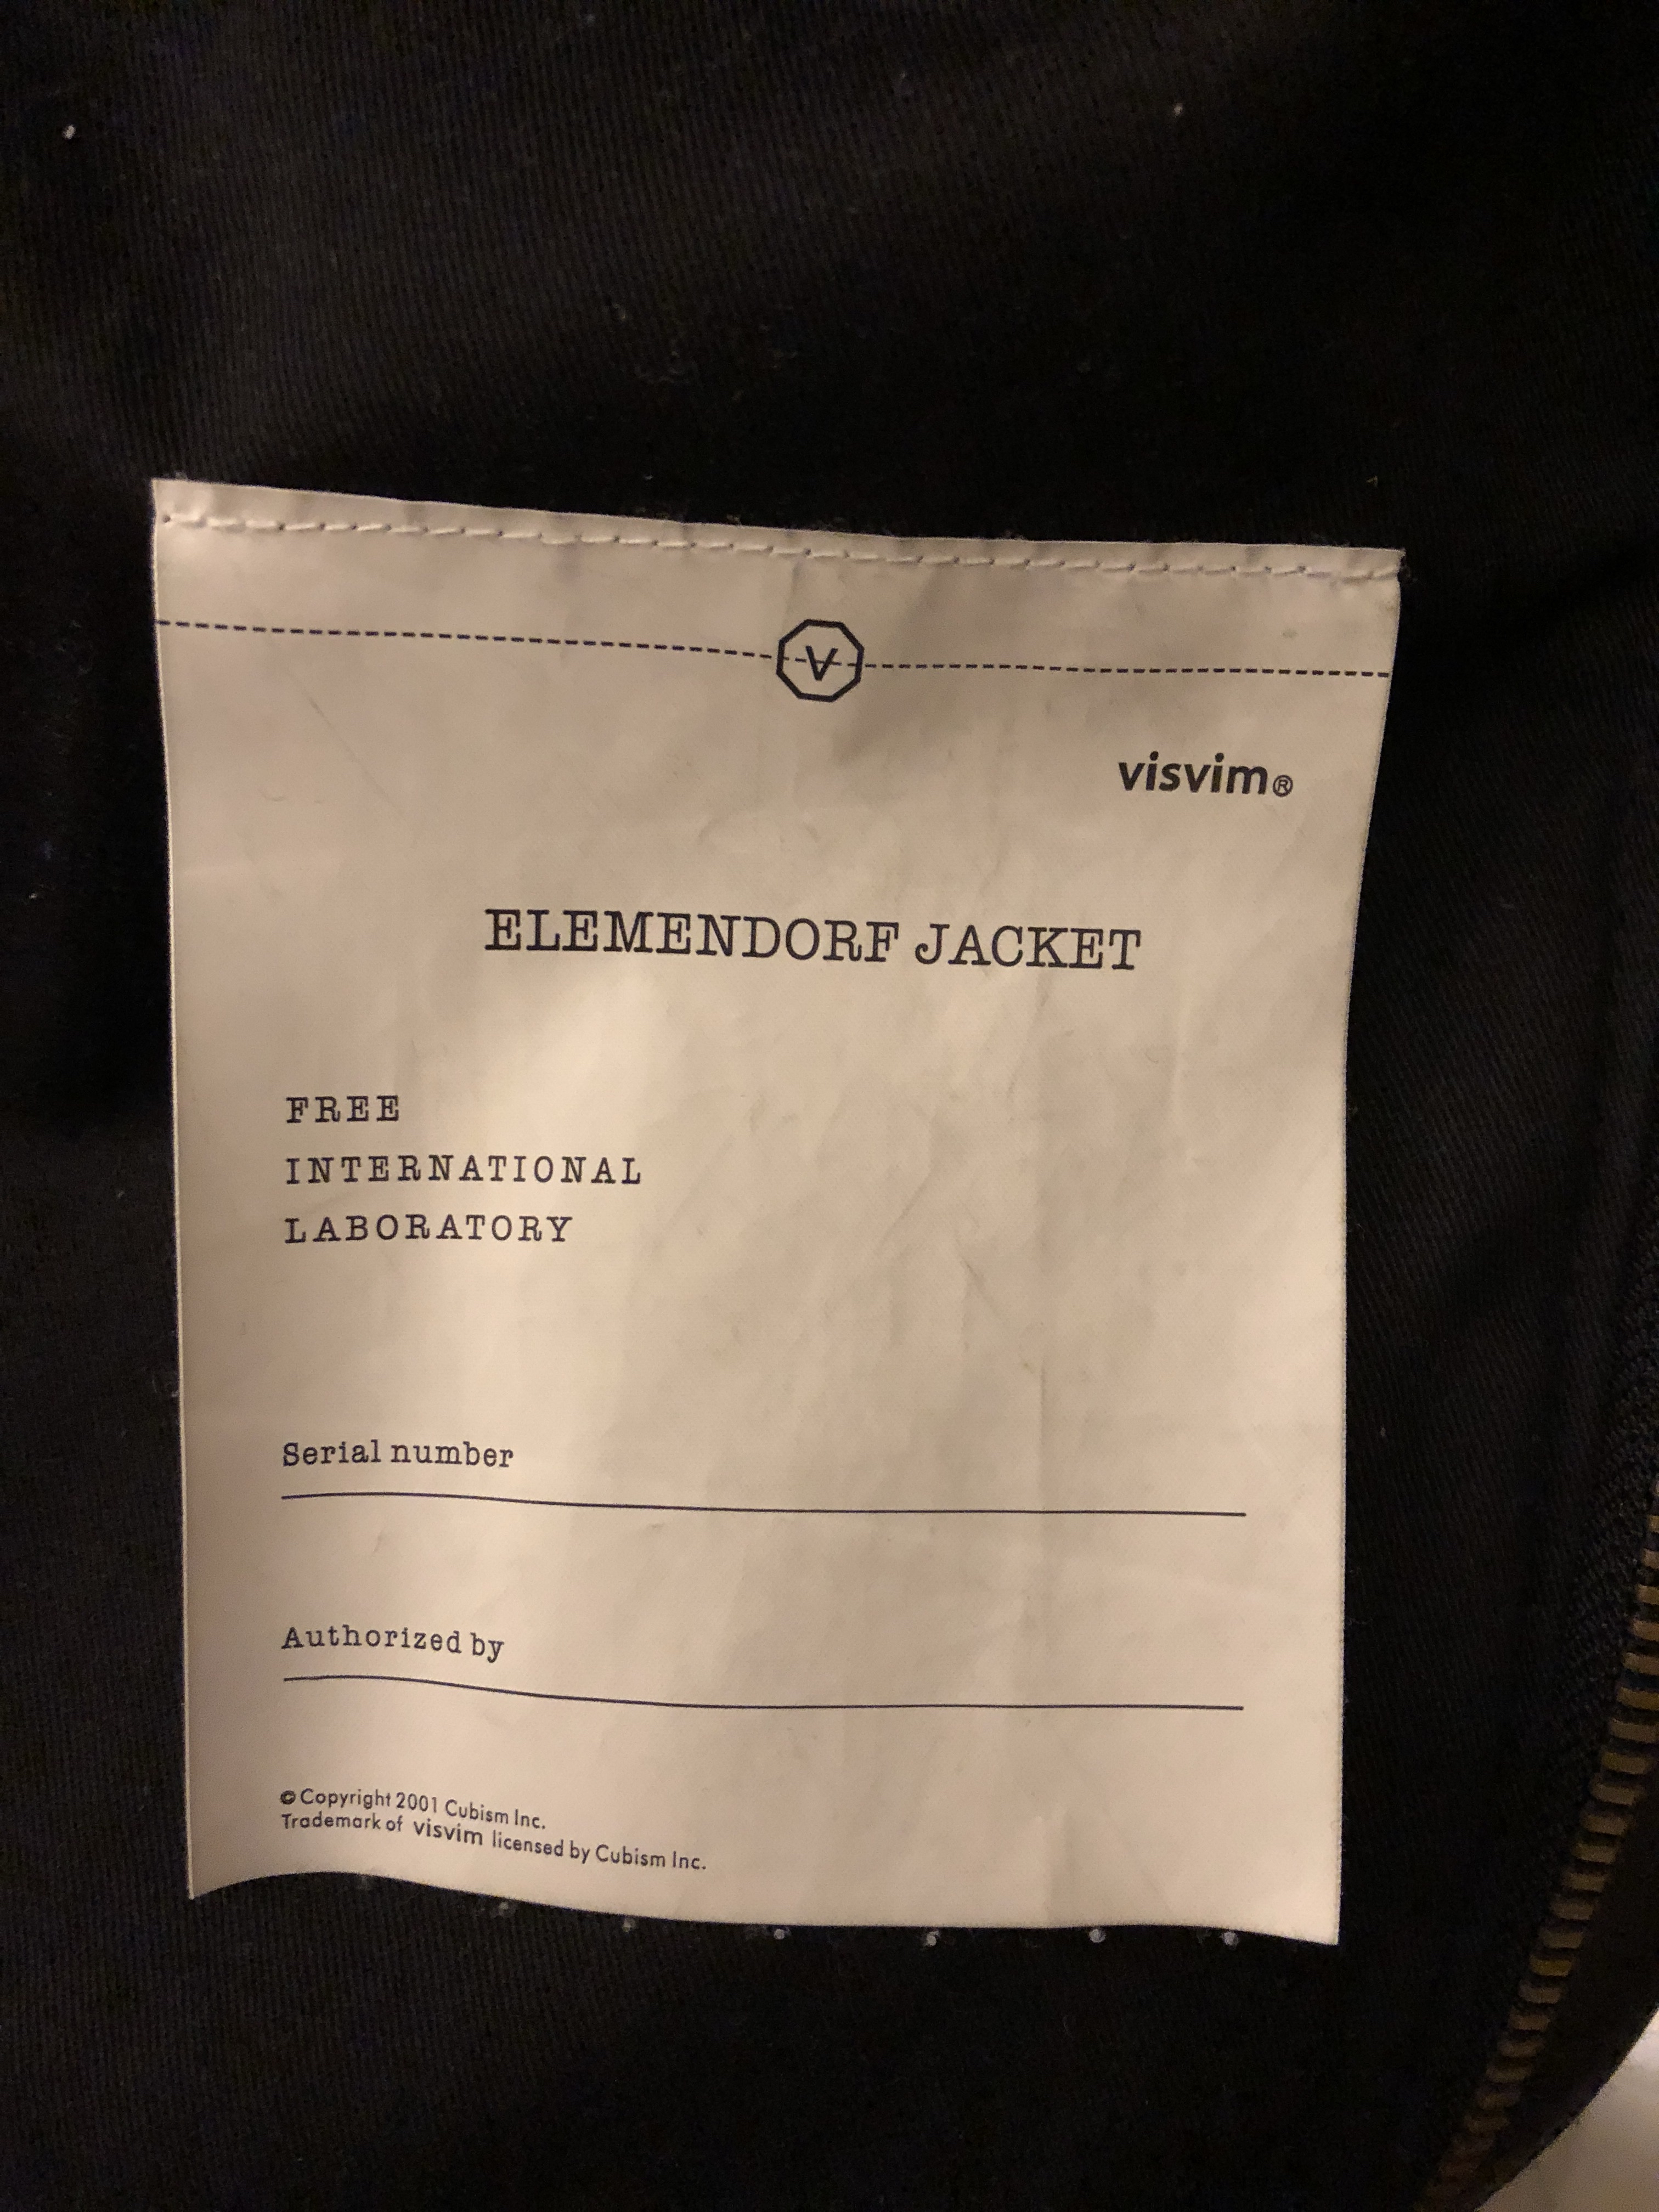 V
visvim®
ELEMENDORF JACKET
FREE
INTERNATIONAL
LABORATORY
Serial number
Authorized by
© Copyright 2001 Cubism Inc.
Trademark of visvim licensed by Cubism Inc.